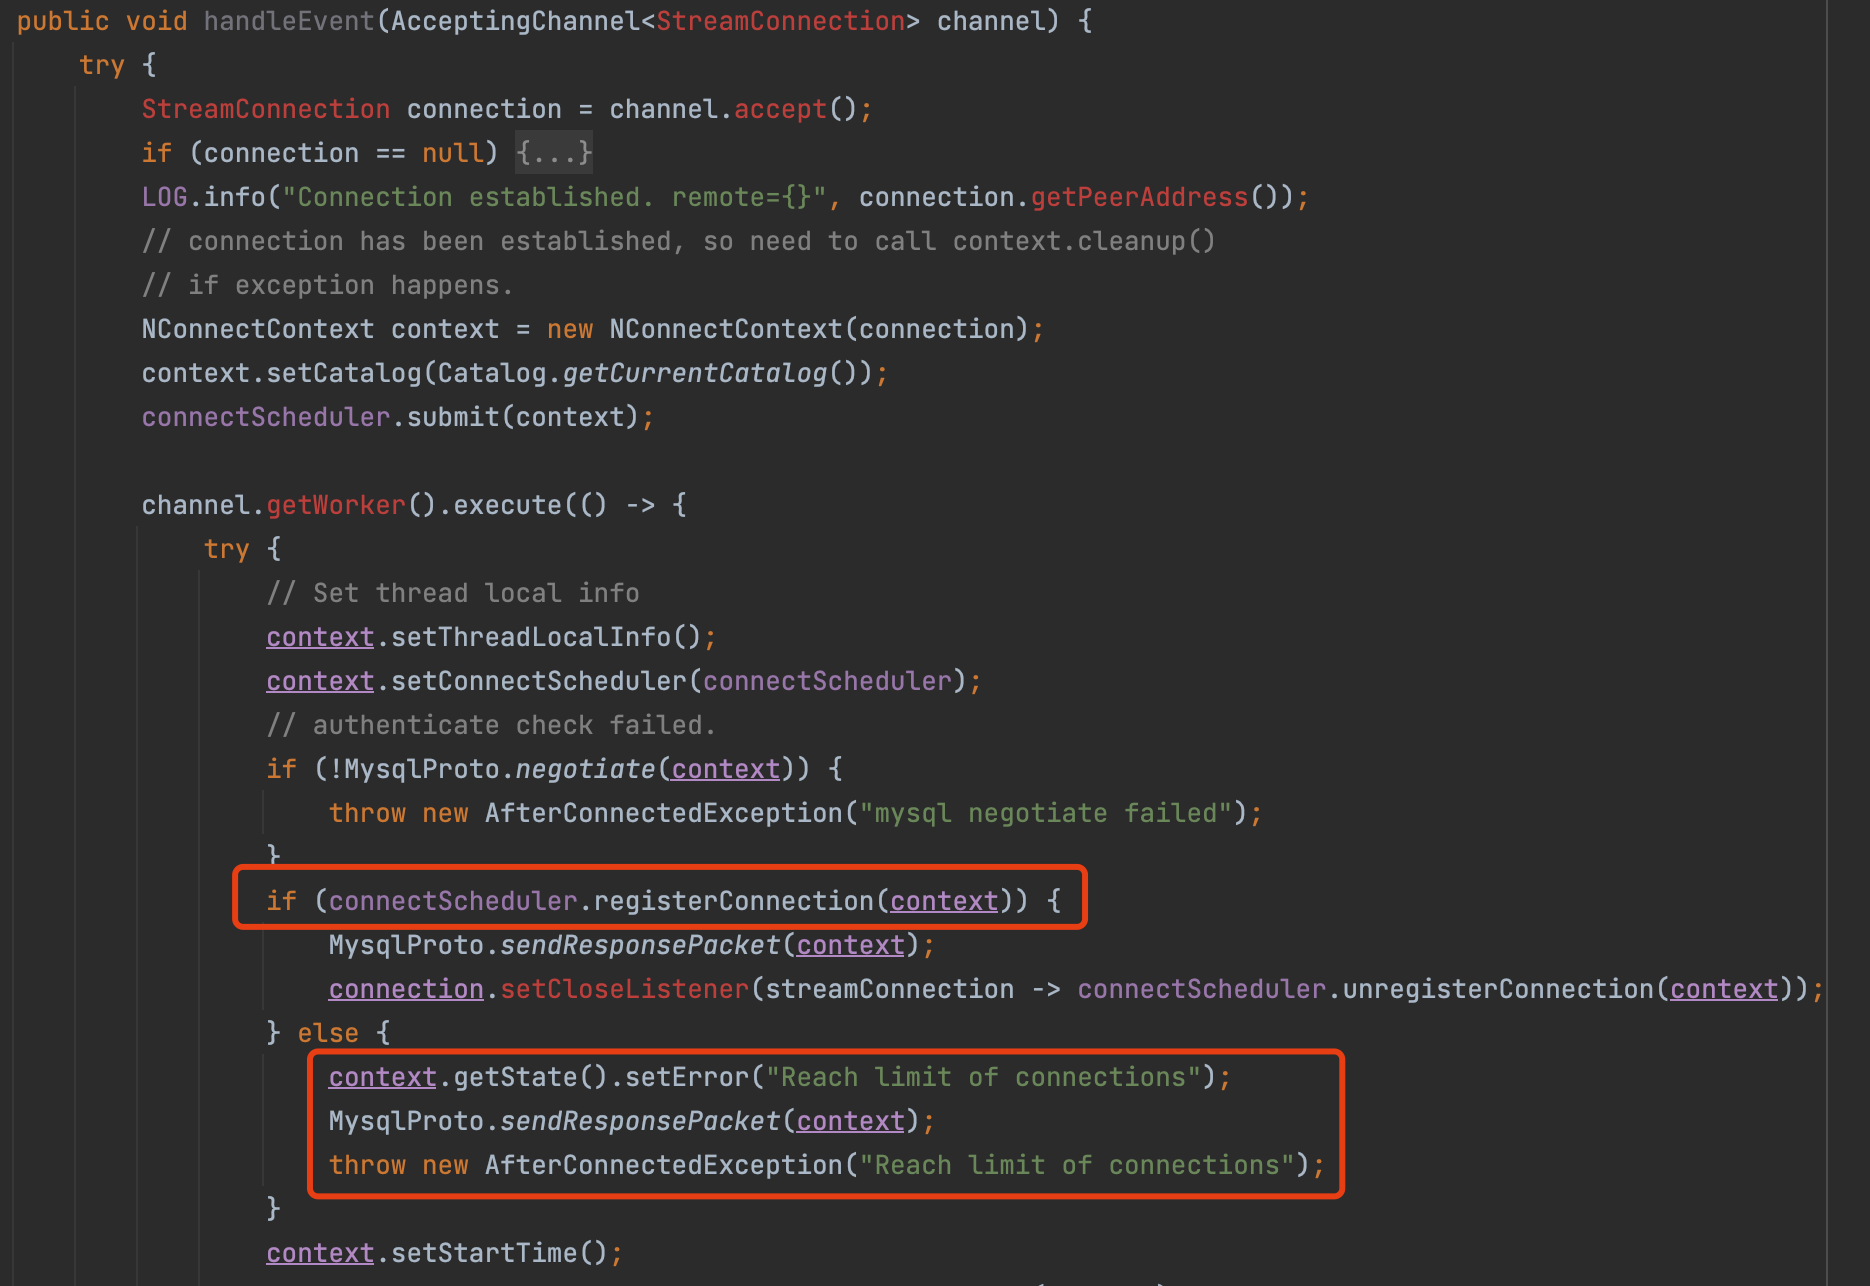 public void handleEvent(AcceptingChannel<StreamConnection> channel) {
try {
StreamConnection connection = channel.accept();
if (connection == null) {...}
LOG.info("Connection established. remote={}", connection.getPeerAddress());
// connection has been established, so need to call context.cleanup()
// if exception happens.
NConnectContext context = new NConnectContext(connection);
context.setCatalog(Catalog.getCurrentCatalog());
connectScheduler.submit(context);
channel.getWorker().execute(() -> {
try {
// Set thread local info
context.setThreadLocalInfo();
context.setConnectScheduler(connectScheduler);
// authenticate check failed.
if (!MysqlProto.negotiate(context)) {
throw new AfterConnectedException("mysql negotiate failed");
}
if (connectScheduler.registerConnection(context)) {
MysqlProto.sendResponsePacket(context);
connection.setCloseListener(streamConnection -> connectScheduler.unregisterConnection(context));
} else {
context.getState().setError("Reach limit of connections");
MysqlProto.sendResponsePacket(context);
throw new AfterConnectedException("Reach limit of connections");
}
context.setStartTime();